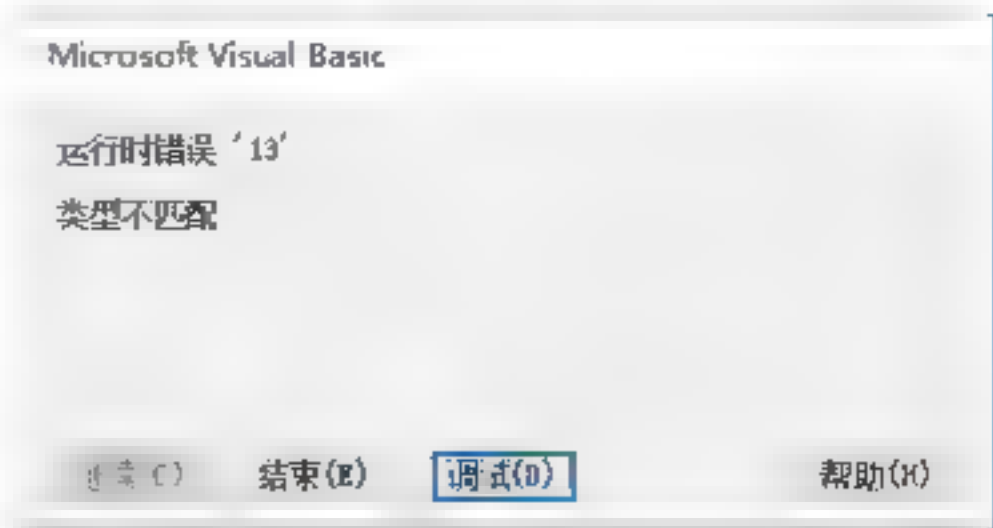 Microsoft Visual Basic
运行时错误 '13'
类型不匹配
结束(E)
调试(D)
帮助(H)